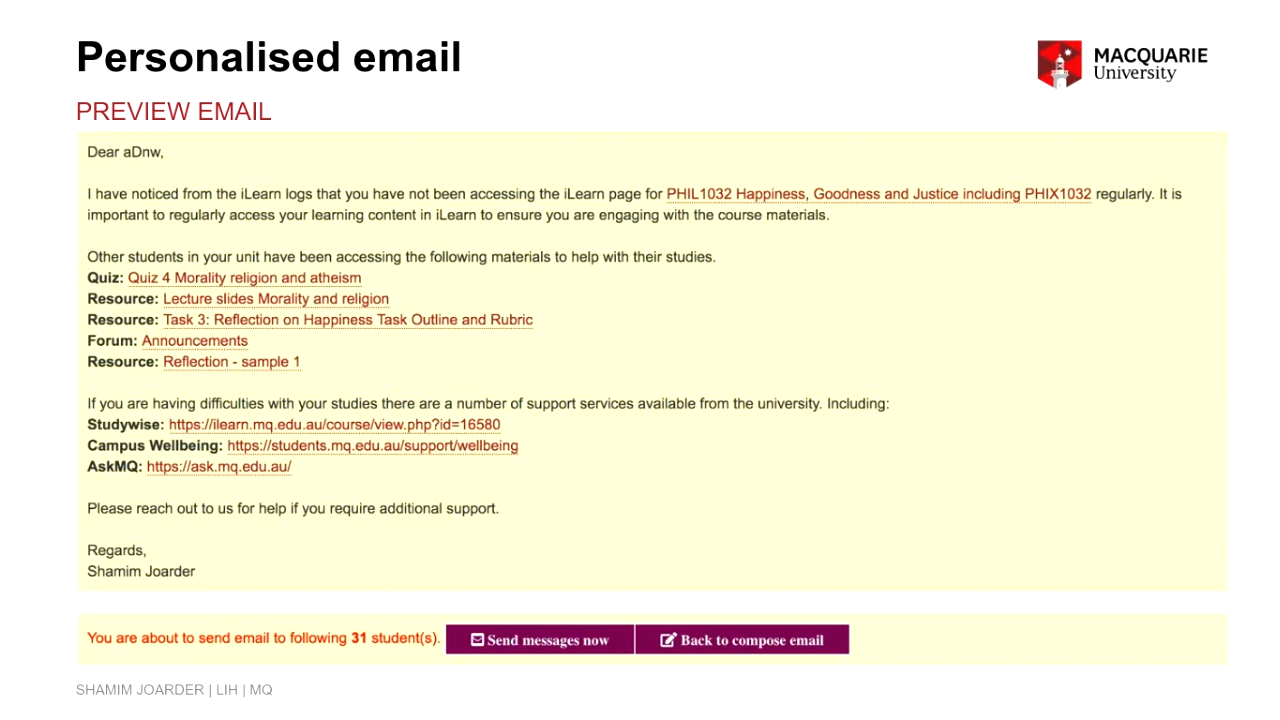 Personalised email
MACQUARIE
University
PREVIEW EMAIL
Dear aDnw,
I have noticed from the iLearn logs that you have not been accessing the iLearn page for PHIL1032 Happiness, Goodness and Justice including PHIX1032 regularly. It is
important to regularly access your learning content in iLearn to ensure you are engaging with the course materials.
Other students in your unit have been accessing the following materials to help with their studies.
Quiz: Quiz 4 Morality religion and atheism
Resource: Lecture slides Morality and religion
Resource: Task 3: Reflection on Happiness Task Outline and Rubric
Forum: Announcements
Resource: Reflection - sample 1
If you are having difficulties with your studies there are a number of support services available from the university. Including:
Studywise: https://ilearn.mq.edu.au/course/view.php?id=16580
Campus Wellbeing: https://students.mq.edu.au/support/wellbeing
AskMQ: https://ask.mq.edu.au/
Please reach out to us for help if you require additional support.
Regards,
Shamim Joarder
You are about to send email to following 31 student(s). Send messages now Back to compose email
SHAMIM JOARDER | LIH | MQ